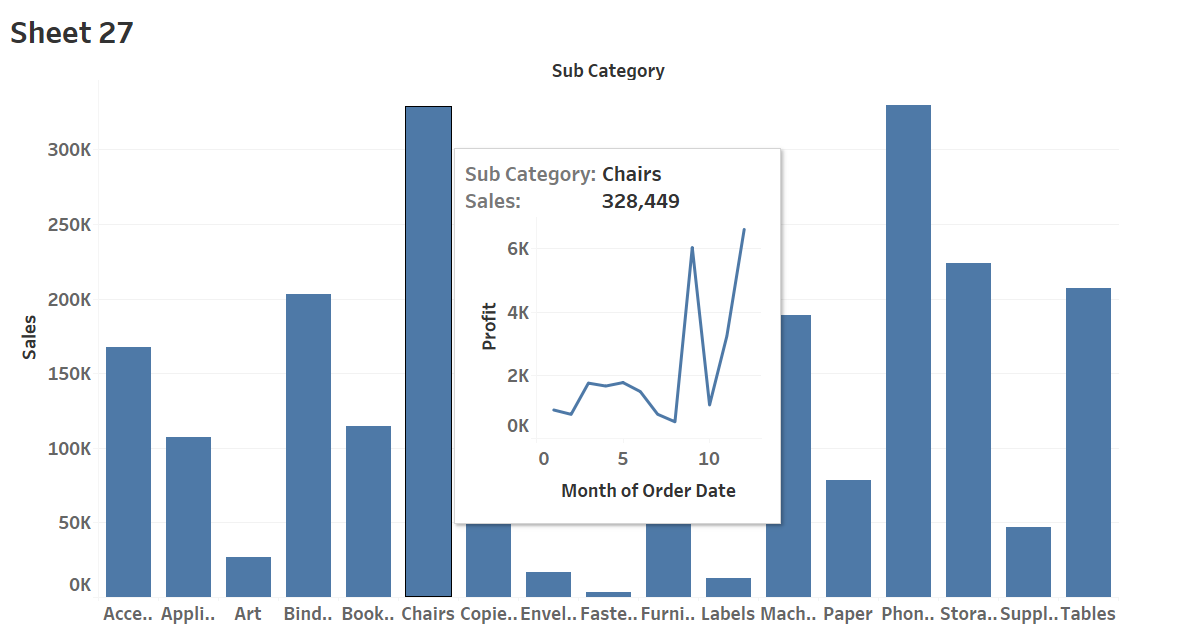 Sheet 27
Sub Category
Sales
300K
250K
200K
150K
100K
50K
0K
Sub Category: Chairs
Sales: 328,449
Profit
6K
4K
2K
0K
0 5 10
Month of Order Date
Acce.. Appli.. Art Bind.. Book.. Chairs Copie.. Envel.. Faste.. Furni.. Labels Mach.. Paper Phon.. Stora.. Suppl.. Tables